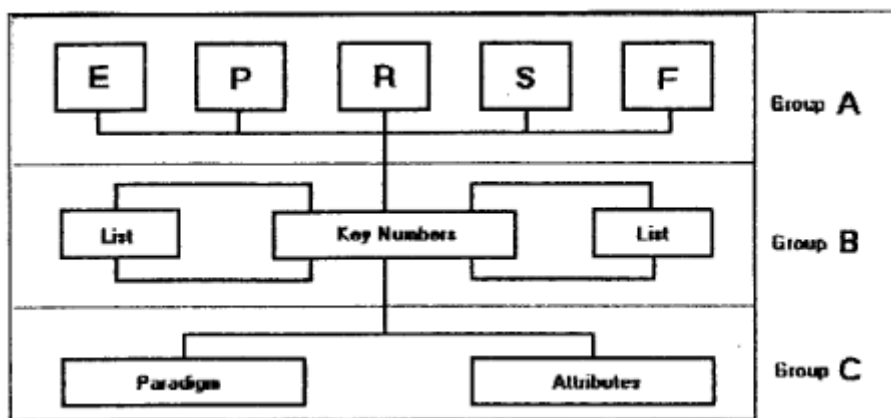 E P R S F
Group A
List Key Numbers List
Group B
Paradigm Attributes
Group C